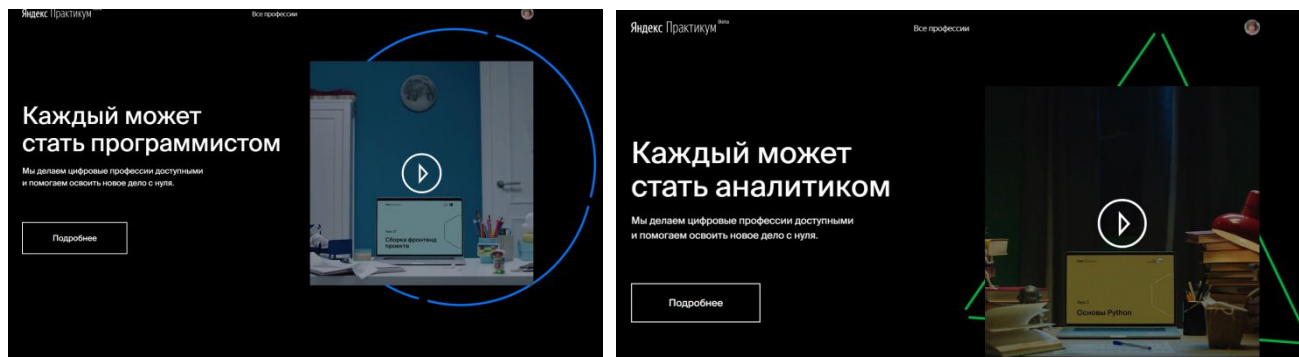 Яндекс Практикум
Все профессии
Каждый может
стать программистом
Мы делаем цифровые профессии доступными
и помогаем освоить новое дело с нуля.
Подробнее
Сборка фронтенд
проекта
Яндекс Практикум Beta
Все профессии
Каждый может
стать аналитиком
Мы делаем цифровые профессии доступными
и помогаем освоить новое дело с нуля.
Подробнее
Основы Python